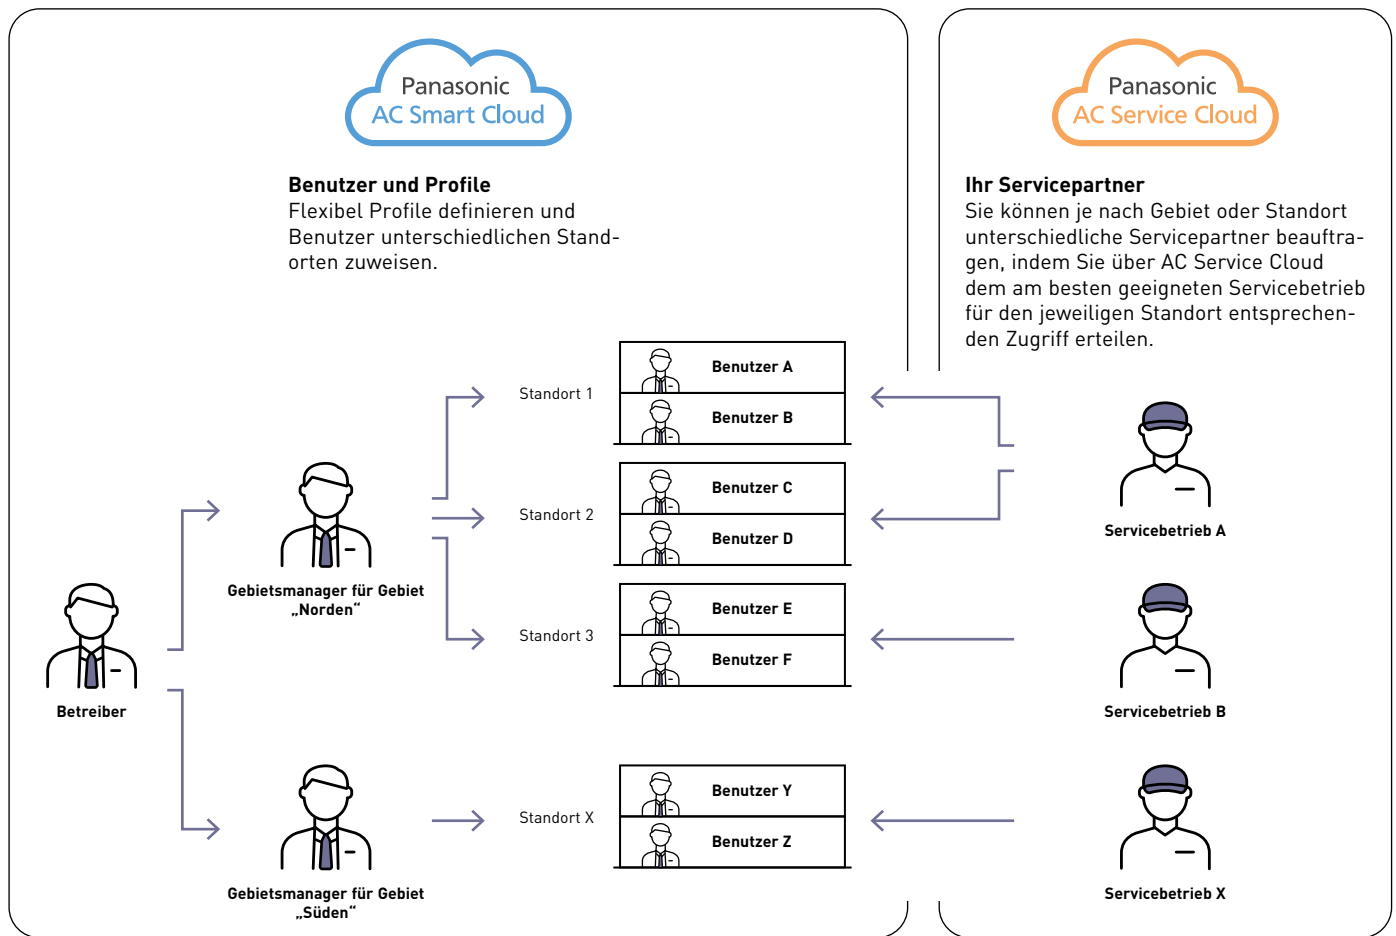 Panasonic
AC Smart Cloud
Benutzer und Profile
Flexibel Profile definieren und
Benutzer unterschiedlichen Stand-
orten zuweisen.
Panasonic
AC Service Cloud
Ihr Servicepartner
Sie können je nach Gebiet oder Standort
unterschiedliche Servicepartner beauftra-
gen, indem Sie über AC Service Cloud
dem am besten geeigneten Servicebetrieb
für den jeweiligen Standort entsprechen-
den Zugriff erteilen.
Betreiber
Gebietsmanager für Gebiet
„Norden“
Gebietsmanager für Gebiet
„Süden“
Standort 1
Benutzer A
Benutzer B
Standort 2
Benutzer C
Benutzer D
Standort 3
Benutzer E
Benutzer F
Standort X
Benutzer Y
Benutzer Z
Servicebetrieb A
Servicebetrieb B
Servicebetrieb X